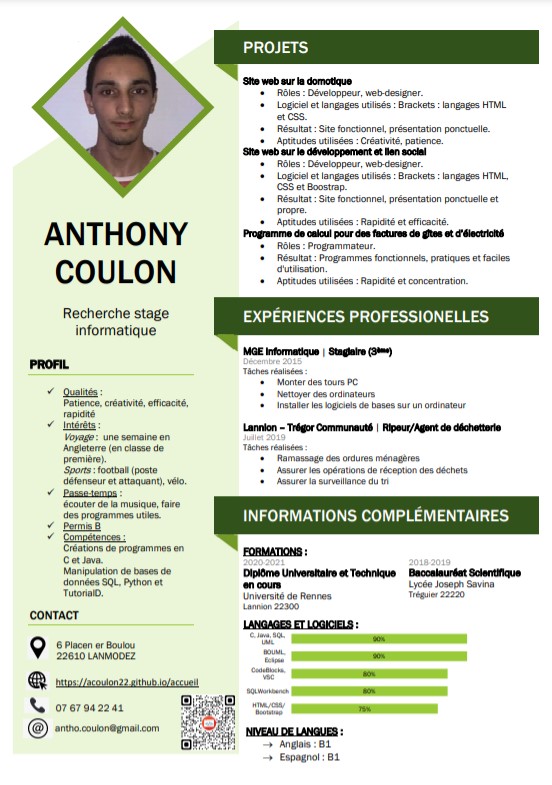 ANTHONY
COULON
Recherche stage
informatique
PROFIL
✓ Qualités :
Patience, créativité, efficacité,
rapidité
✓ Intérêts :
Voyage : une semaine en
Angleterre (en classe de
première).
Sports : football (poste
défenseur et attaquant), vélo.
✓ Passe-temps :
écouter de la musique, faire
des programmes utiles.
✓ Permis B
✓ Compétences :
Créations de programmes en
C et Java.
Manipulation de bases de
données SQL, Python et
TutorialD.
CONTACT
6 Placen er Boulou
22610 LANMODEZ
https://acoulon22.github.io/accueil
07 67 94 22 41
antho.coulon@gmail.com
PROJETS
Site web sur la domotique
• Rôles : Développeur, web-designer.
• Logiciel et langages utilisés : Brackets : langages HTML
et CSS.
• Résultat : Site fonctionnel, présentation ponctuelle.
• Aptitudes utilisées : Créativité, patience.
Site web sur le développement et lien social
• Rôles : Développeur, web-designer.
• Logiciel et langages utilisés : Brackets : langages HTML,
CSS et Boostrap.
• Résultat : Site fonctionnel, présentation ponctuelle et
propre.
• Aptitudes utilisées : Rapidité et efficacité.
Programme de calcul pour des factures de gîtes et d'électricité
• Rôles : Programmateur.
• Résultat : Programmes fonctionnels, pratiques et faciles
d'utilisation.
• Aptitudes utilisées : Rapidité et concentration.
EXPÉRIENCES PROFESSIONELLES
MGE Informatique | Stagiaire (3ème)
Décembre 2015
Tâches réalisées :
• Monter des tours PC
• Nettoyer des ordinateurs
• Installer les logiciels de bases sur un ordinateur
Lannion – Trégor Communauté | Ripeur/Agent de déchetterie
Juillet 2019
Tâches réalisées :
• Ramassage des ordures ménagères
• Assurer les opérations de réception des déchets
• Assurer la surveillance du tri
INFORMATIONS COMPLÉMENTAIRES
FORMATIONS :
2020-2021
Diplôme Universitaire et Technique
en cours
Université de Rennes
Lannion 22300
2018-2019
Baccalauréat Scientifique
Lycée Joseph Savina
Tréguier 22220
LANGAGES ET LOGICIELS :
C, Java, SQL,
UML
90%
BOUML,
Eclipse
90%
CodeBlocks,
VSC
80%
SQLWorkbench
80%
HTML/CSS/
Bootstrap
75%
NIVEAU DE LANGUES :
→ Anglais : B1
→ Espagnol : B1